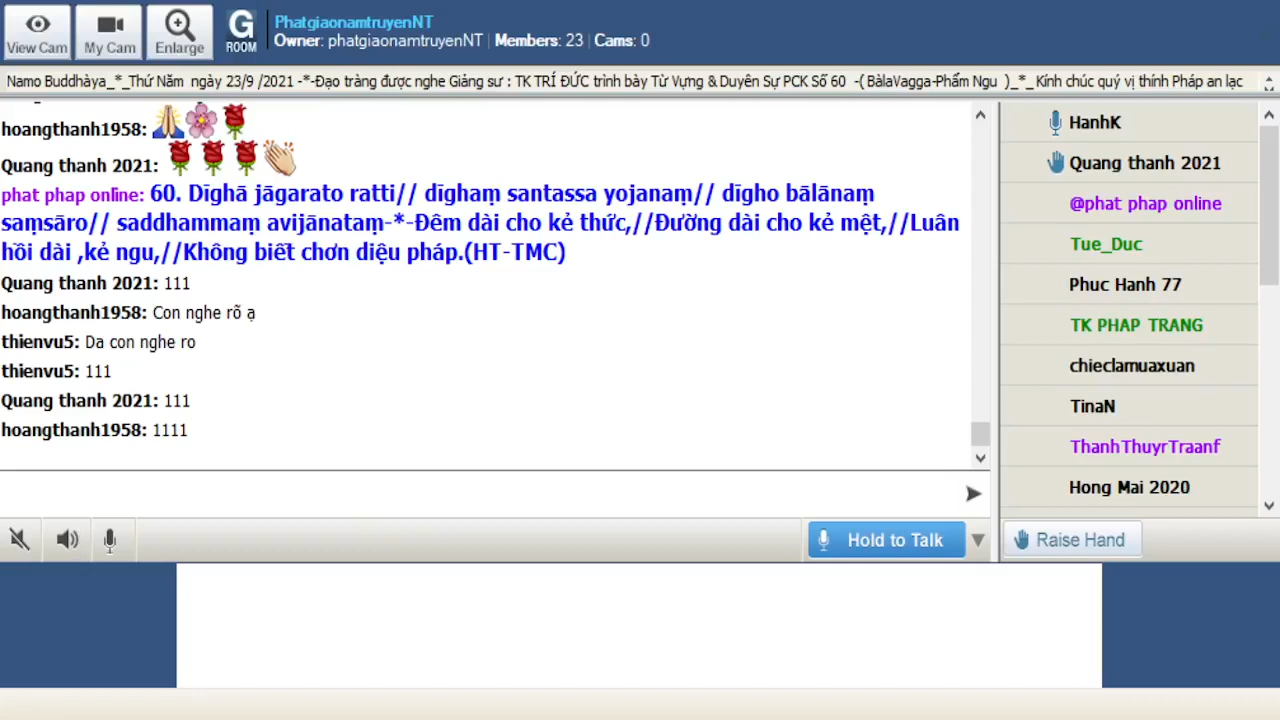 View Cam
My Cam
Enlarge
G
ROOM
PhatgiaonamtruyenNT
Owner: phatgiaonamtruyenNT | Members: 23 | Cams: 0
Namo Buddhàya_*_Thứ Năm ngày 23/9 /2021 -*-Đạo tràng được nghe Giảng sư : TK TRÍ ĐỨC trình bày Từ Vựng & Duyên Sự PCK Số 60 -( BàlaVagga-Phẩm Ngu )_*_Kính chúc quý vị thính Pháp an lạc
hoangthanh1958:
Quang thanh 2021:
phat phap online: 60. Dīghā jāgarato ratti// dīghaṃ santassa yojanaṃ// dīgho bālānaṃ
saṃsāro// saddhammaṃ avijānataṃ-*-Đêm dài cho kẻ thức,//Đường dài cho kẻ mệt,//Luân
hồi dài ,kẻ ngu,//Không biết chơn diệu pháp.(HT-TMC)
Quang thanh 2021: 111
hoangthanh1958: Con nghe rõ ạ
thienvu5: Da con nghe ro
thienvu5: 111
Quang thanh 2021: 111
hoangthanh1958: 1111
HanhK
Quang thanh 2021
@phat phap online
Tue_Duc
Phuc Hanh 77
TK PHAP TRANG
chieclamuaxuan
TinaN
ThanhThuyrTraanf
Hong Mai 2020
Hold to Talk
Raise Hand